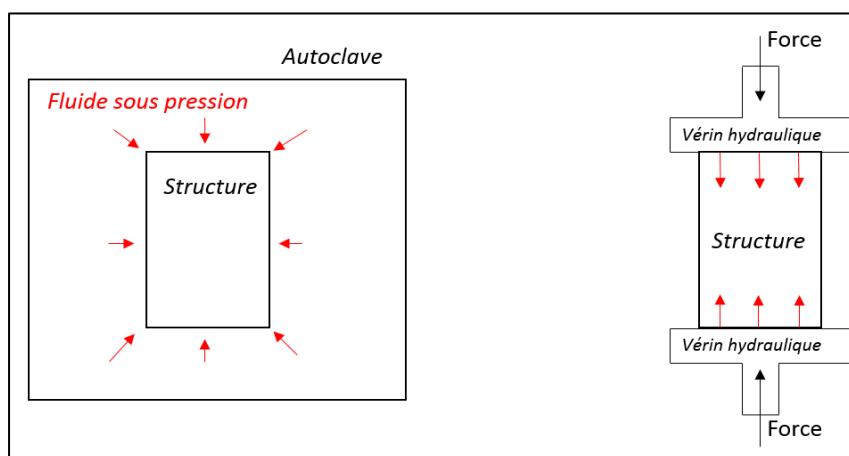 Autoclave
Fluide sous pression
Structure
Force
Vérin hydraulique
Structure
Vérin hydraulique
Force